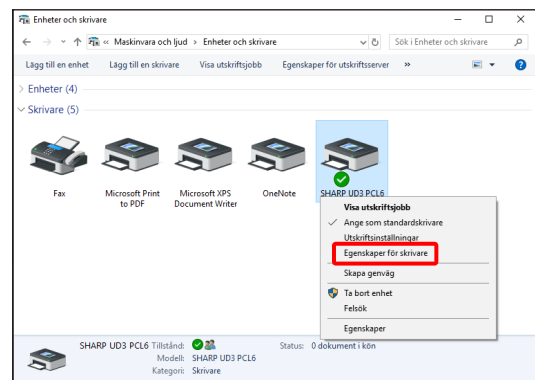 Enheter och skrivare
« Maskinvara och ljud › Enheter och skrivare
Sök i Enheter och skrivare
Lägg till en enhet Lägg till en skrivare Visa utskriftsjobb Egenskaper för utskriftsserver »
Enheter (4)
Skrivare (5)
Fax
Microsoft Print
to PDF
Microsoft XPS
Document Writer
OneNote
SHARP UD3 PCL6
Visa utskriftsjobb
Ange som standardskrivare
Utskriftsinställningar
Egenskaper för skrivare
Skapa genväg
Ta bort enhet
Felsök
Egenskaper
SHARP UD3 PCL6 Tillstånd: Status: 0 dokument i kön
Modell: SHARP UD3 PCL6
Kategori: Skrivare